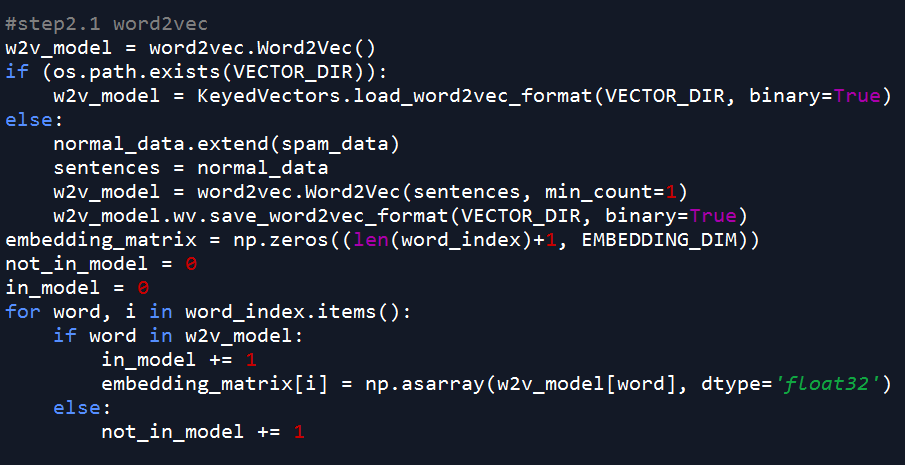 #step2.1 word2vec
w2v_model = word2vec.Word2Vec()
if (os.path.exists(VECTOR_DIR)):
    w2v_model = KeyedVectors.load_word2vec_format(VECTOR_DIR, binary=True)
else:
    normal_data.extend(spam_data)
    sentences = normal_data
    w2v_model = word2vec.Word2Vec(sentences, min_count=1)
    w2v_model.wv.save_word2vec_format(VECTOR_DIR, binary=True)
embedding_matrix = np.zeros((len(word_index)+1, EMBEDDING_DIM))
not_in_model = 0
in_model = 0
for word, i in word_index.items():
    if word in w2v_model:
        in_model += 1
        embedding_matrix[i] = np.asarray(w2v_model[word], dtype='float32')
    else:
        not_in_model += 1